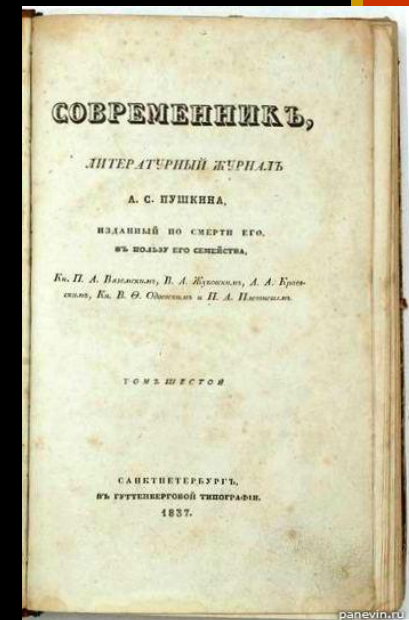 СОВРЕМЕННИКЪ,
ЛИТЕРАТУРНЫЙ ЖУРНАЛЪ
А. С. ПУШКИНА,
ИЗДАННЫЙ ПО СМЕРТИ ЕГО,
ВЪ ПОЛЬЗУ ЕГО СЕМЕЙСТВА,
Кн. П. А. Вяземскимъ, В. А. Жуковскимъ, А. А. Краев-
скимъ, Кн. В. Ѳ. Одоевскимъ и П. А. Плетневымъ.
ТОМЪ ШЕСТОЙ
САНКТПЕТЕРБУРГЪ,
ВЪ ГУТТЕНБЕРГОВОЙ ТИПОГРАФІИ.
1837.
panevin.ru